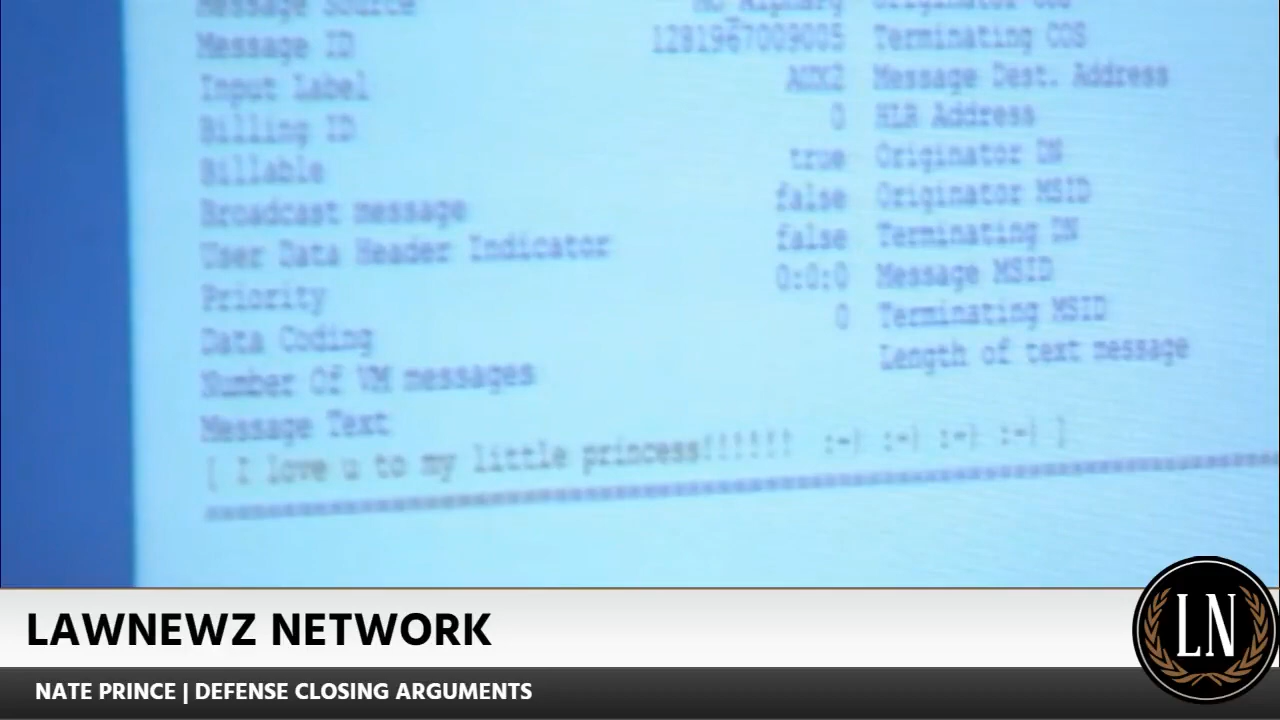 Message Source
Message ID 1281967009005 Terminating COS
Input Label AUX2 Message Dest. Address
Billing ID 0 HLR Address
Billable true Originator DN
Broadcast message false Originator MSID
User Data Header Indicator false Terminating DN
Priority 0:0:0 Message MSID
Data Coding 0 Terminating MSID
Number Of VM messages Length of text message
Message Text
[ I love u to my little princess!!!!!! :-) :-) :-) :-) ]
LAWNEWZ NETWORK
LN
NATE PRINCE | DEFENSE CLOSING ARGUMENTS